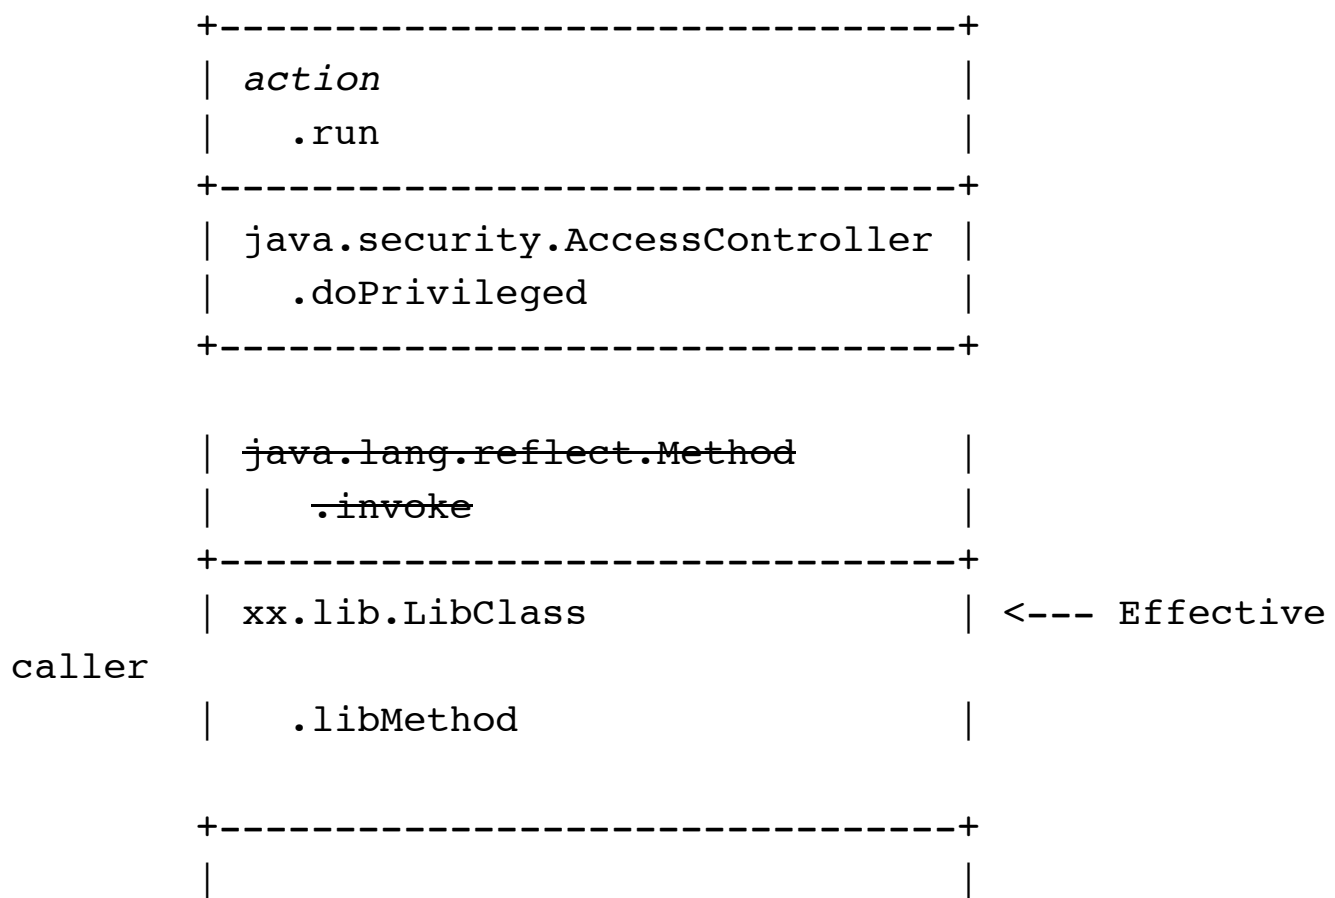 +--------------------------------+
| action                         |
|   .run                         |
+--------------------------------+
| java.security.AccessController |
|   .doPrivileged                |
+--------------------------------+
| java.lang.reflect.Method       |
|    .invoke                     |
+--------------------------------+
| xx.lib.LibClass                | <--- Effective
caller
|   .libMethod                   |
+--------------------------------+
|                                |